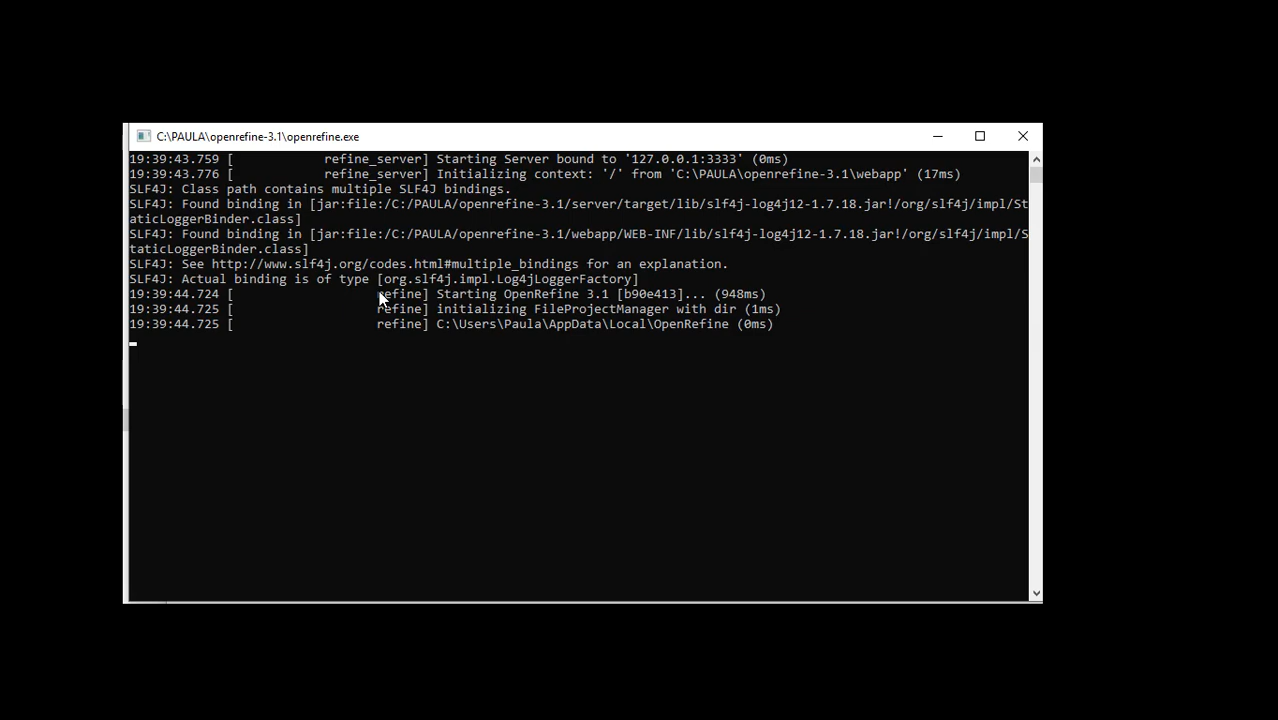 C:\PAULA\openrefine-3.1\openrefine.exe
19:39:43.759 [            refine_server] Starting Server bound to '127.0.0.1:3333' (0ms)
19:39:43.776 [            refine_server] Initializing context: '/' from 'C:\PAULA\openrefine-3.1\webapp' (17ms)
SLF4J: Class path contains multiple SLF4J bindings.
SLF4J: Found binding in [jar:file:/C:/PAULA/openrefine-3.1/server/target/lib/slf4j-log4j12-1.7.18.jar!/org/slf4j/impl/St
aticLoggerBinder.class]
SLF4J: Found binding in [jar:file:/C:/PAULA/openrefine-3.1/webapp/WEB-INF/lib/slf4j-log4j12-1.7.18.jar!/org/slf4j/impl/S
taticLoggerBinder.class]
SLF4J: See http://www.slf4j.org/codes.html#multiple_bindings for an explanation.
SLF4J: Actual binding is of type [org.slf4j.impl.Log4jLoggerFactory]
19:39:44.724 [                   refine] Starting OpenRefine 3.1 [b90e413]... (948ms)
19:39:44.725 [                   refine] initializing FileProjectManager with dir (1ms)
19:39:44.725 [                   refine] C:\Users\Paula\AppData\Local\OpenRefine (0ms)